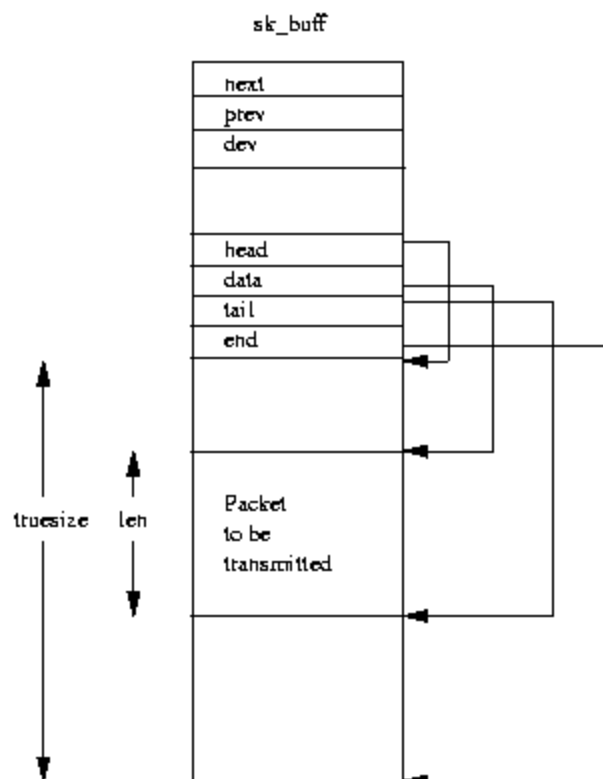 sk_buff
next
prev
dev
head
data
tail
end
truesize
len
Packet
to be
transmitted